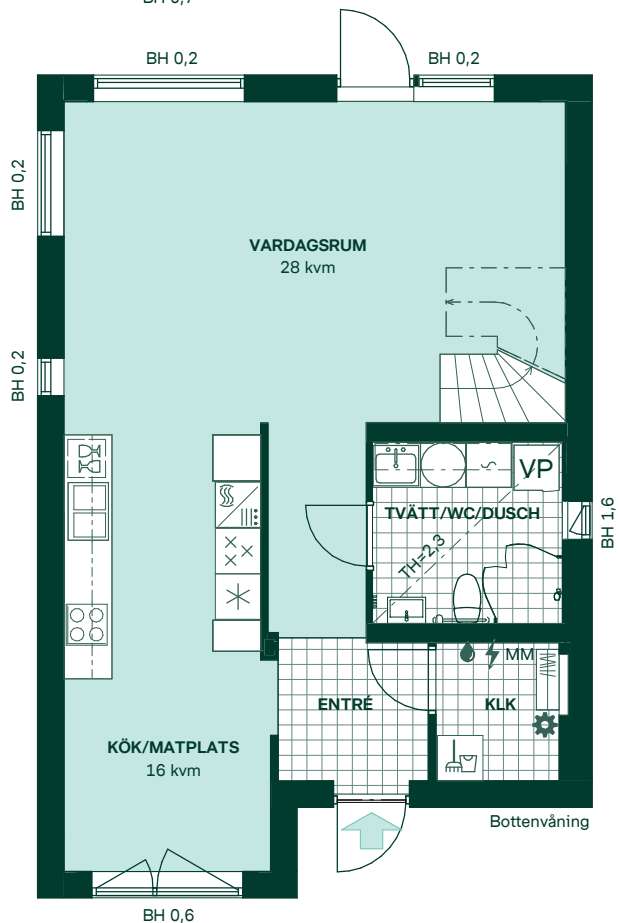 BH 0,2
BH 0,2
BH 0,2
VARDAGSRUM
28 kvm
BH 0,2
VP
TVÄTT/WC/DUSCH
BH 1,6
TH=2,3
MM
ENTRÉ
KLK
KÖK/MATPLATS
16 kvm
Bottenvåning
BH 0,6